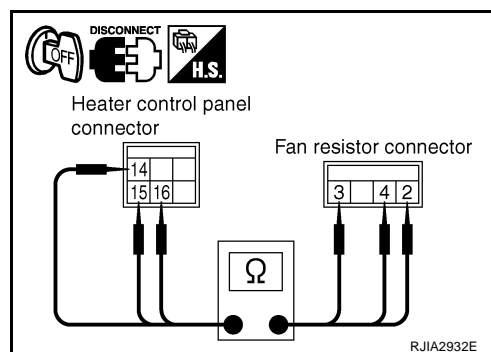 OFF
DISCONNECT
H.S.
Heater control panel
connector
Fan resistor connector
14
15 16
3 4 2
Ω
RJIA2932E